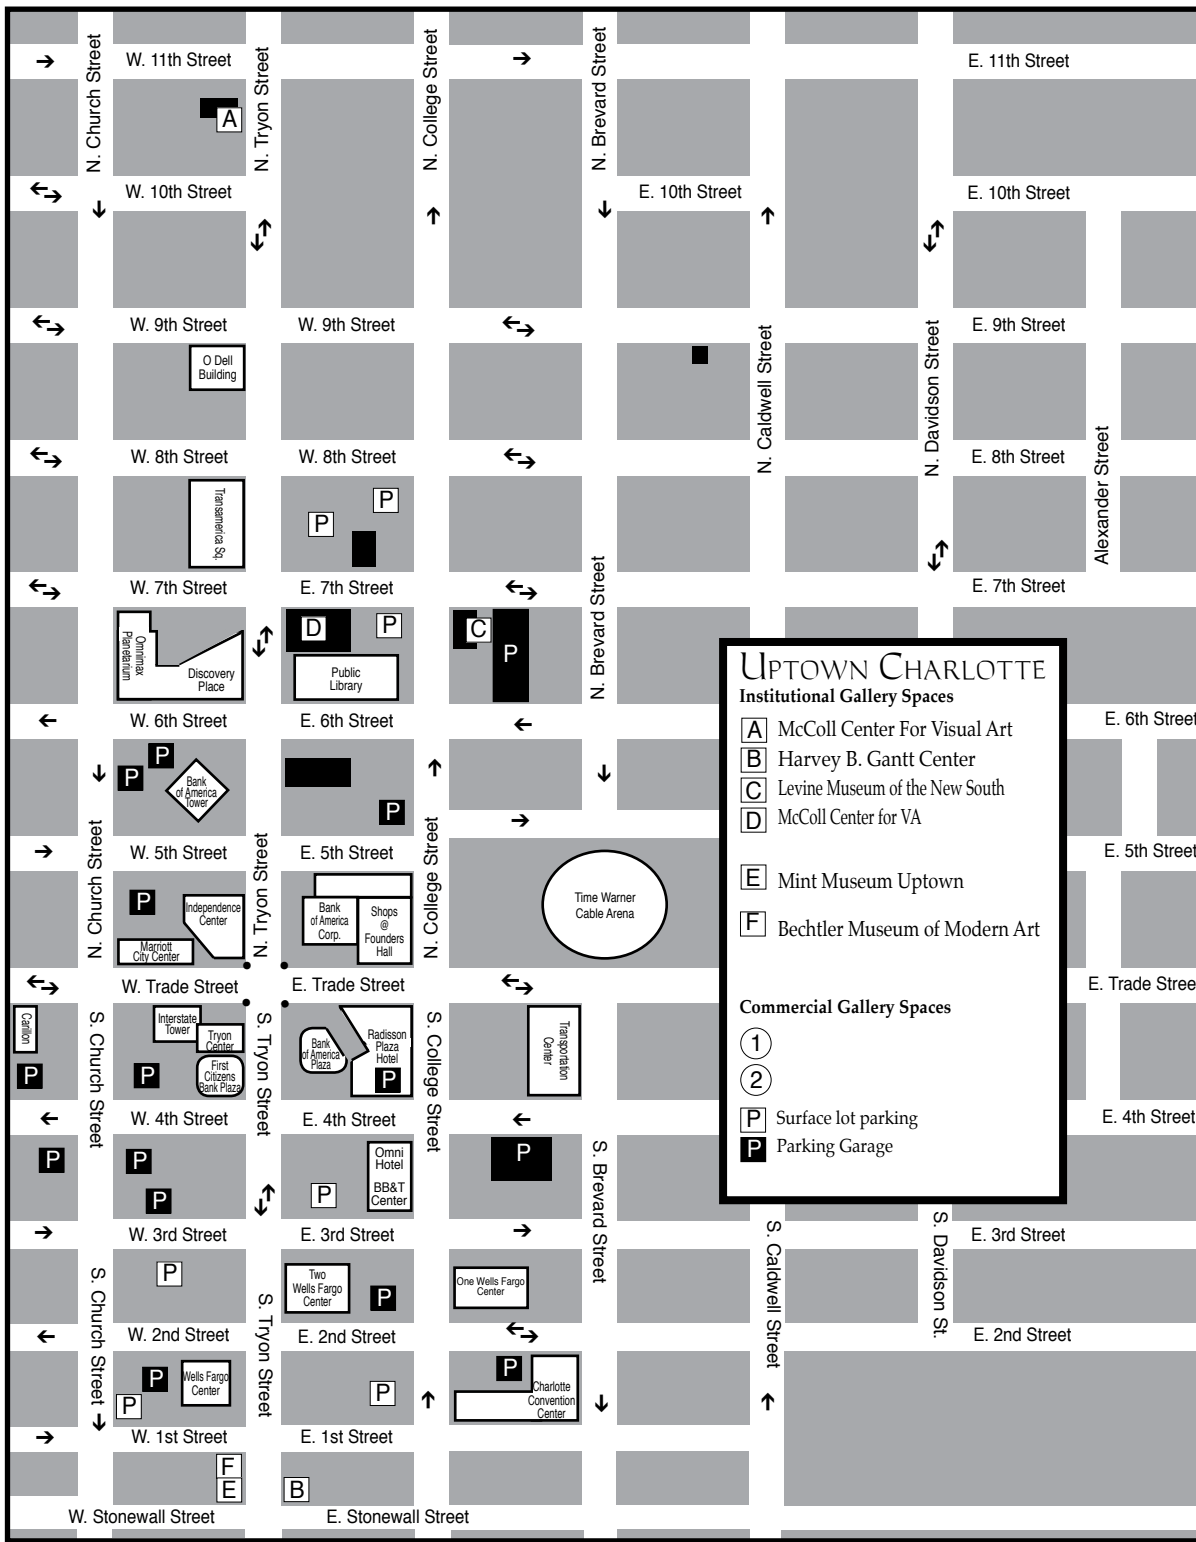 W. 11th Street
E. 11th Street
N. Church Street
N. Tryon Street
N. College Street
N. Brevard Street
A
W. 10th Street
E. 10th Street
E. 10th Street
W. 9th Street
W. 9th Street
E. 9th Street
O Dell
Building
N. Caldwell Street
N. Davidson Street
W. 8th Street
W. 8th Street
E. 8th Street
Alexander Street
Transamerica Sq.
P
P
W. 7th Street
E. 7th Street
E. 7th Street
N. Brevard Street
Omnimax
Planetarium
Discovery
Place
D
P
Public
Library
C
P
W. 6th Street
E. 6th Street
E. 6th Street
P
P
Bank
of America
Tower
P
N. Church Street
N. Tryon Street
N. College Street
W. 5th Street
E. 5th Street
E. 5th Street
P
Independence
Center
Marriott
City Center
Bank
of America
Corp.
Shops
@
Founders
Hall
Time Warner
Cable Arena
W. Trade Street
E. Trade Street
E. Trade Street
Carillon
P
S. Church Street
Interstate
Tower
Tryon
Center
P
First
Citizens
Bank Plaza
S. Tryon Street
Bank
of America
Plaza
Radisson
Plaza
Hotel
P
S. College Street
Transportation
Center
W. 4th Street
E. 4th Street
E. 4th Street
P
P
P
P
Omni
Hotel
BB&T
Center
P
S. Brevard Street
W. 3rd Street
E. 3rd Street
E. 3rd Street
S. Caldwell Street
S. Davidson St.
P
S. Church Street
S. Tryon Street
Two
Wells Fargo
Center
P
One Wells Fargo
Center
W. 2nd Street
E. 2nd Street
E. 2nd Street
P
P
Wells Fargo
Center
P
P
Charlotte
Convention
Center
W. 1st Street
E. 1st Street
F
E
B
W. Stonewall Street
E. Stonewall Street
UPTOWN CHARLOTTE
Institutional Gallery Spaces
A McColl Center For Visual Art
B Harvey B. Gantt Center
C Levine Museum of the New South
D McColl Center for VA
E Mint Museum Uptown
F Bechtler Museum of Modern Art
Commercial Gallery Spaces
1
2
P Surface lot parking
P Parking Garage